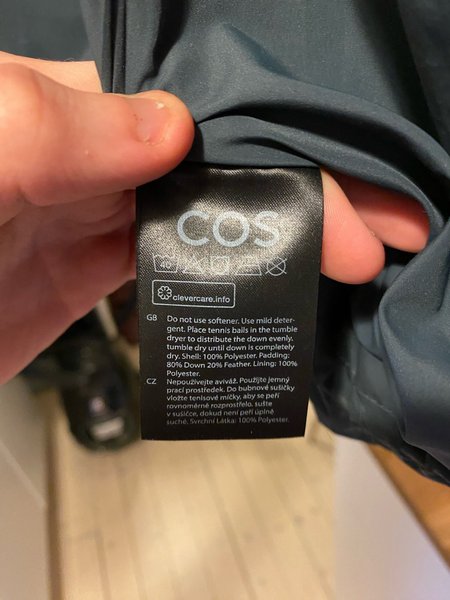 COS
40
clevercare.info
GB Do not use softener. Use mild deter-
gent. Place tennis balls in the tumble
dryer to distribute the down evenly.
tumble dry until down is completely
dry. Shell: 100% Polyester. Padding:
80% Down 20% Feather. Lining: 100%
Polyester.
CZ Nepoužívejte aviváž. Použijte jemný
prací prostředek. Do bubnové sušičky
vložte tenisové míčky, aby se peří
rovnoměrné rozprostřelo. sušte
v sušičce, dokud není peří úplně
suché. Svrchní Látka: 100% Polyester.